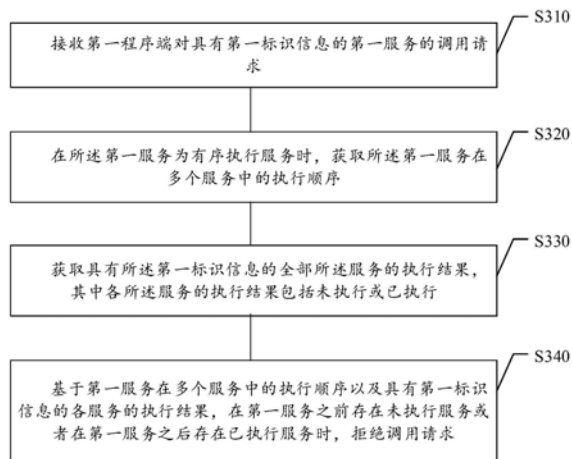 S310
接收第一程序端对具有第一标识信息的第一服务的调用请
求
S320
在所述第一服务为有序执行服务时，获取所述第一服务在
多个服务中的执行顺序
S330
获取具有所述第一标识信息的全部所述服务的执行结果，
其中各所述服务的执行结果包括未执行或已执行
S340
基于第一服务在多个服务中的执行顺序以及具有第一标识
信息的各服务的执行结果，在第一服务之前存在未执行服务或
者在第一服务之后存在已执行服务时，拒绝调用请求